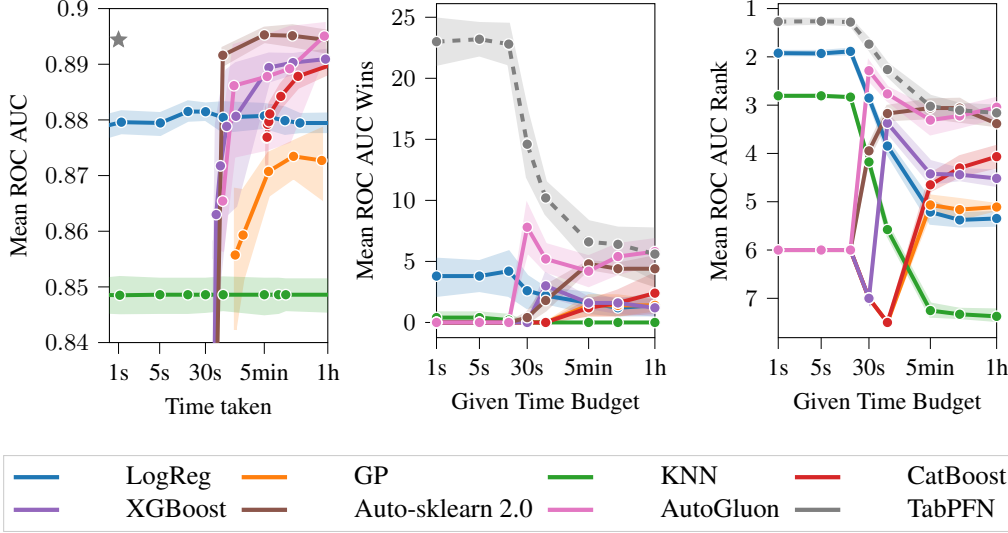 Mean ROC AUC
0.9
0.89
0.88
0.87
0.86
0.85
0.84
1s 5s 30s 5min 1h
Time taken
Mean ROC AUC Wins
25
20
15
10
5
0
1s 5s 30s 5min 1h
Given Time Budget
Mean ROC AUC Rank
1
2
3
4
5
6
7
1s 5s 30s 5min 1h
Given Time Budget
LogReg GP KNN CatBoost
XGBoost Auto-sklearn 2.0 AutoGluon TabPFN